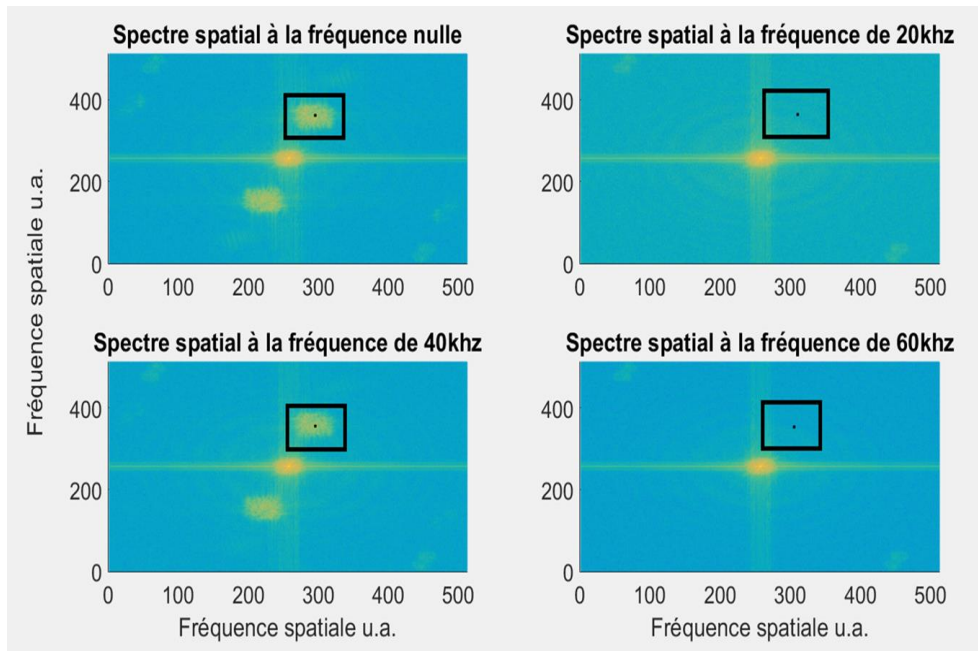 Spectre spatial à la fréquence nulle
Spectre spatial à la fréquence de 20khz
400
200
0
0 100 200 300 400 500
400
200
0
0 100 200 300 400 500
Spectre spatial à la fréquence de 40khz
Spectre spatial à la fréquence de 60khz
400
200
0
0 100 200 300 400 500
400
200
0
0 100 200 300 400 500
Fréquence spatiale u.a.
Fréquence spatiale u.a.
Fréquence spatiale u.a.